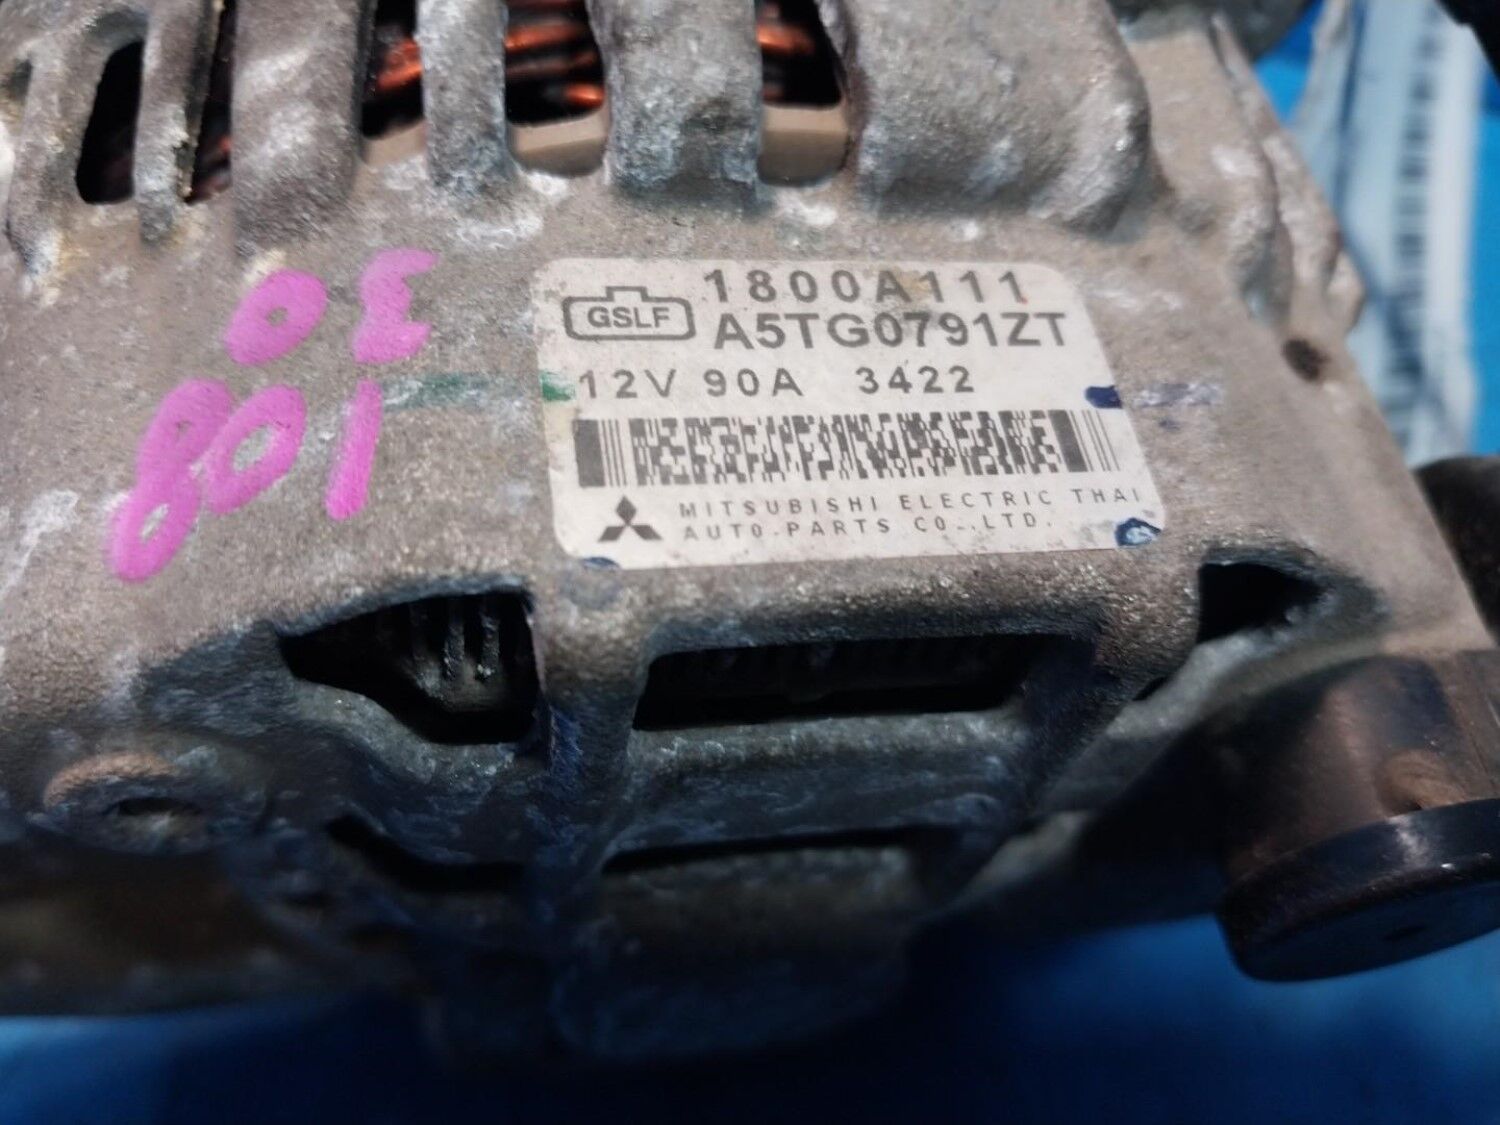 1800A111
GSLF
A5TG0791ZT
12V 90A 3422
MITSUBISHI ELECTRIC THAI
AUTO-PARTS CO.,LTD.
30
108